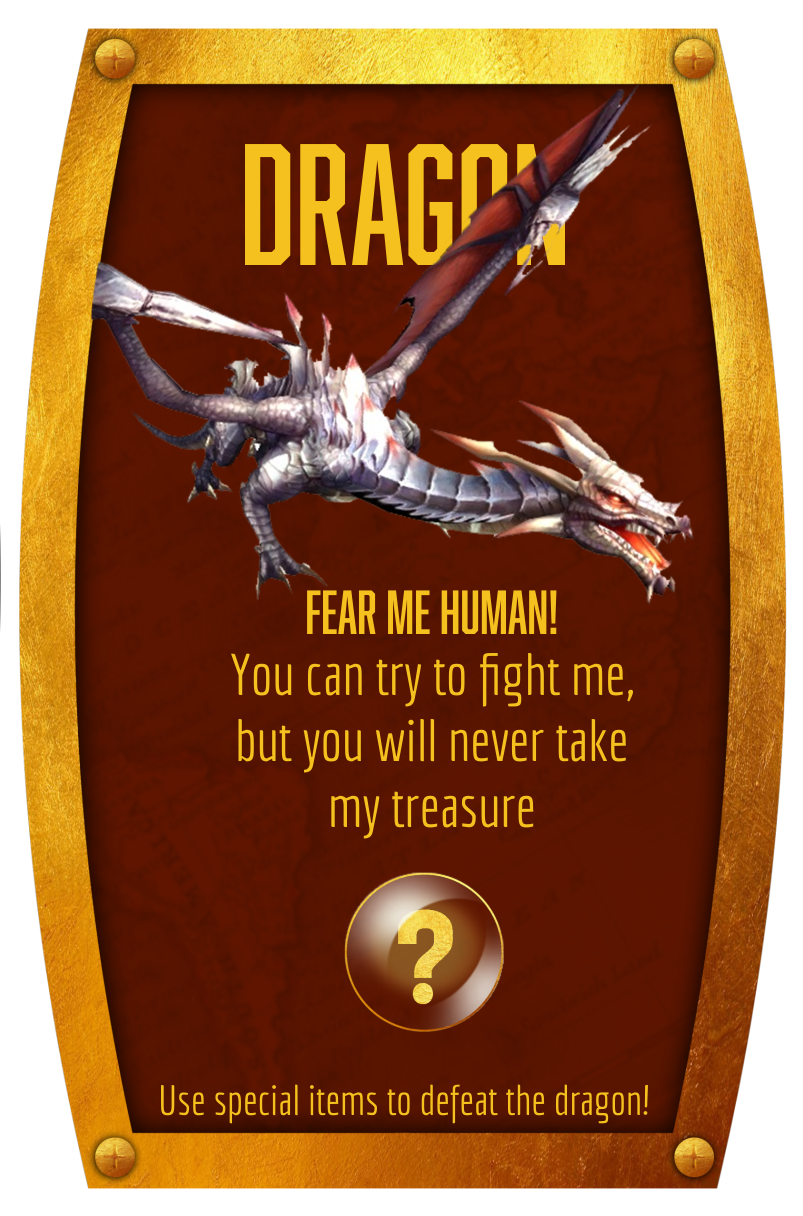 DRAGON
FEAR ME HUMAN!
You can try to fight me,
but you will never take
my treasure
?
Use special items to defeat the dragon!